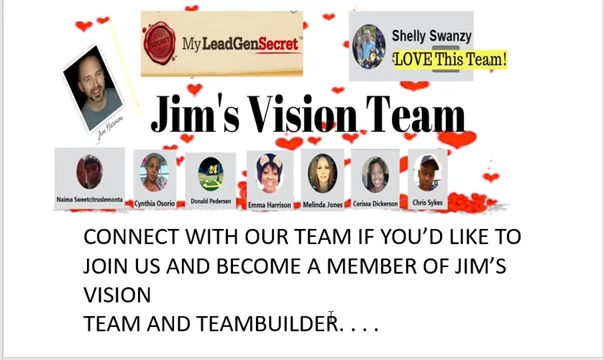 MyLeadGenSecret
Shelly Swanzy
LOVE This Team!
Jim's Vision Team
Naima Sweetcitruslemonta
Cynthia Osorio
Donald Pedersen
Emma Harrison
Melinda Jones
Cerissa Dickerson
Chris Sykes
CONNECT WITH OUR TEAM IF YOU’D LIKE TO
JOIN US AND BECOME A MEMBER OF JIM’S
VISION
TEAM AND TEAMBUILDER. . . .